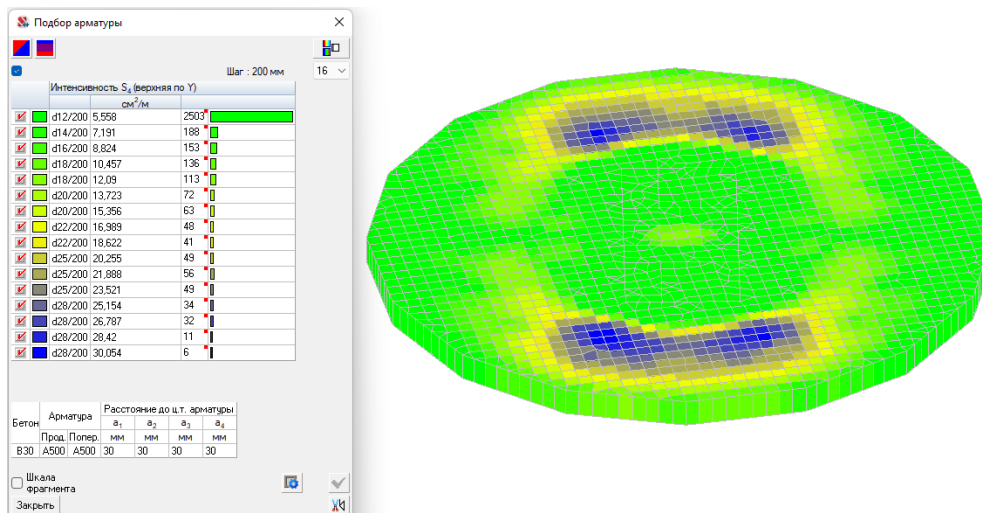 Подбор арматуры
Шаг : 200 мм
16
Интенсивность S4 (верхняя по Y)
см2/м
d12/200 5,558 2503
d14/200 7,191 188
d16/200 8,824 153
d18/200 10,457 136
d18/200 12,09 113
d20/200 13,723 72
d20/200 15,356 63
d22/200 16,989 48
d22/200 18,622 41
d25/200 20,255 49
d25/200 21,888 56
d25/200 23,521 49
d28/200 25,154 34
d28/200 26,787 32
d28/200 28,42 11
d28/200 30,054 6
Бетон Арматура Расстояние до ц.т. арматуры
a1 a2 a3 a4
Прод. Попер. мм мм мм мм
B30 A500 A500 30 30 30 30
Шкала
фрагмента
Закрыть